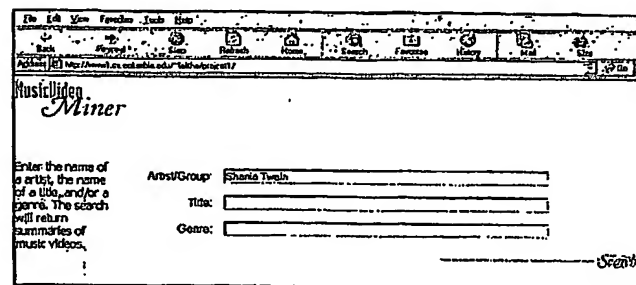 File Edit View Favorites Tools Help
Back Forward Stop Refresh Home Search Favorites History Mail Size
Address Go
MusicVideo
Miner
Enter the name of
a artist, the name
of a title, and/or a
genre. The search
will return
summaries of
music videos.
Artist/Group: Shania Twain
Title:
Genre:
Search